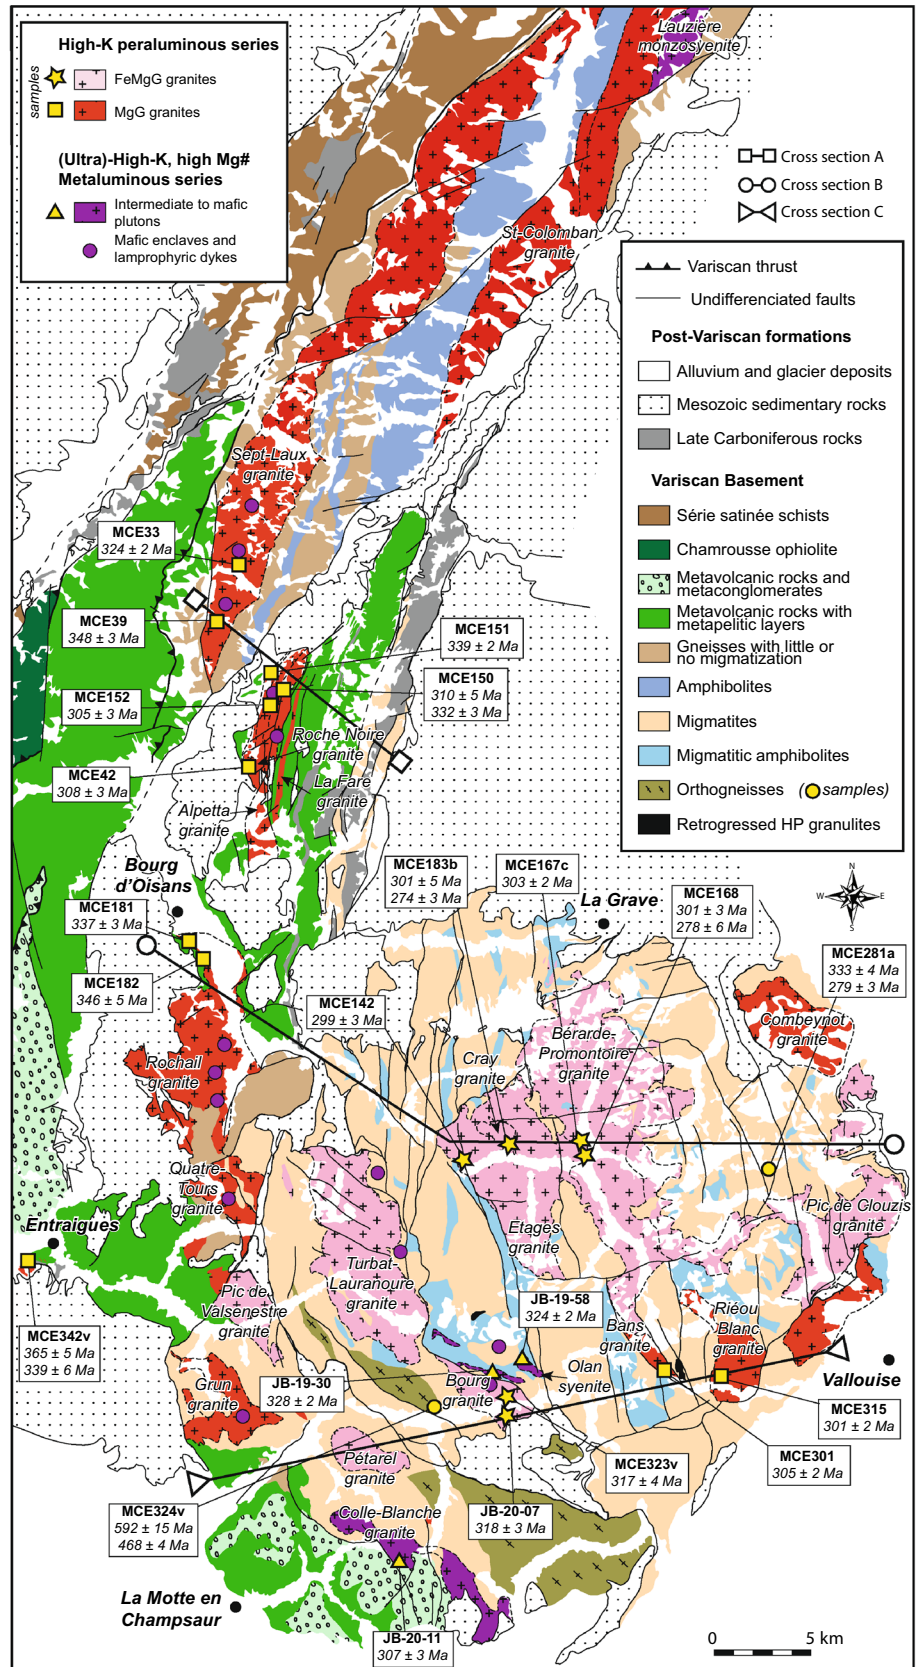 High-K peraluminous series
samples
FeMgG granites
MgG granites
(Ultra)-High-K, high Mg#
Metaluminous series
Intermediate to mafic
plutons
Mafic enclaves and
lamprophyric dykes
Lauzière
monzosyenite
Cross section A
Cross section B
Cross section C
St-Colomban
granite
Variscan thrust
Undifferenciated faults
Post-Variscan formations
Alluvium and glacier deposits
Mesozoic sedimentary rocks
Late Carboniferous rocks
Variscan Basement
Série satinée schists
Chamrousse ophiolite
Metavolcanic rocks and
metaconglomerates
Metavolcanic rocks with
metapelitic layers
Gneisses with little or
no migmatization
Amphibolites
Migmatites
Migmatitic amphibolites
Orthogneisses
(samples)
Retrogressed HP granulites
Sept-Laux
granite
MCE33
324 ± 2 Ma
MCE39
348 ± 3 Ma
MCE151
339 ± 2 Ma
MCE150
310 ± 5 Ma
332 ± 3 Ma
MCE152
305 ± 3 Ma
Roche Noire
granite
MCE42
308 ± 3 Ma
La Fare
granite
Alpetta
granite
Bourg
d'Oisans
MCE183b
301 ± 5 Ma
274 ± 3 Ma
MCE167c
303 ± 2 Ma
La Grave
MCE168
301 ± 3 Ma
278 ± 6 Ma
N
W
E
S
MCE181
337 ± 3 Ma
MCE281a
333 ± 4 Ma
279 ± 3 Ma
MCE182
346 ± 5 Ma
MCE142
299 ± 3 Ma
Combeynot
granite
Bérarde-
Promontoire
granite
Cray
granite
Rochail
granite
Quatre-
Tours
granite
Entraigues
Pic de Clouzis
granite
Etages
granite
Turbat-
Lauranoure
granite
Pic de
Valsenestre
granite
JB-19-58
324 ± 2 Ma
Bans
granite
Riéou
Blanc
granite
MCE342v
365 ± 5 Ma
339 ± 6 Ma
Grun
granite
JB-19-30
328 ± 2 Ma
Bourg
granite
Olan
syenite
Vallouise
MCE315
301 ± 2 Ma
MCE301
305 ± 2 Ma
MCE323v
317 ± 4 Ma
Pétarel
granite
MCE324v
592 ± 15 Ma
468 ± 4 Ma
Colle-Blanche
granite
JB-20-07
318 ± 3 Ma
La Motte en
Champsaur
JB-20-11
307 ± 3 Ma
0
5 km